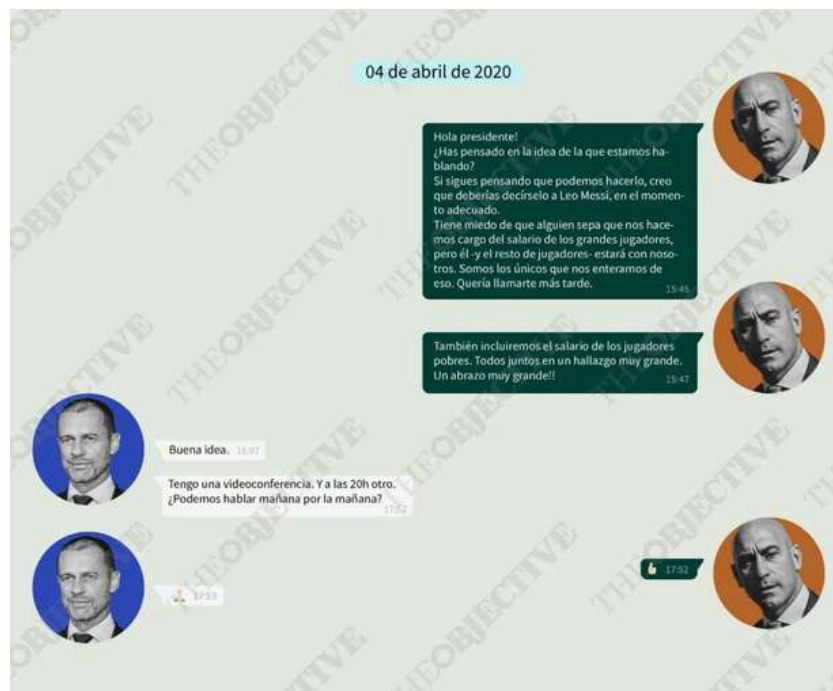 04 de abril de 2020
Hola presidente!
¿Has pensado en la idea de la que estamos ha-
blando?
Si sigues pensando que podemos hacerlo, creo
que deberías decírselo a Leo Messi, en el momen-
to adecuado.
Tiene miedo de que alguien sepa que nos hace-
mos cargo del salario de los grandes jugadores,
pero él -y el resto de jugadores- estará con noso-
tros. Somos los únicos que nos enteramos de
eso. Quería llamarte más tarde.
15:45
También incluiremos el salario de los jugadores
pobres. Todos juntos en un hallazgo muy grande.
Un abrazo muy grande!!
15:47
Buena idea. 16:07
Tengo una videoconferencia. Y a las 20h otro.
¿Podemos hablar mañana por la mañana?
17:52
17:52
17:53
THEOBJECTIVE